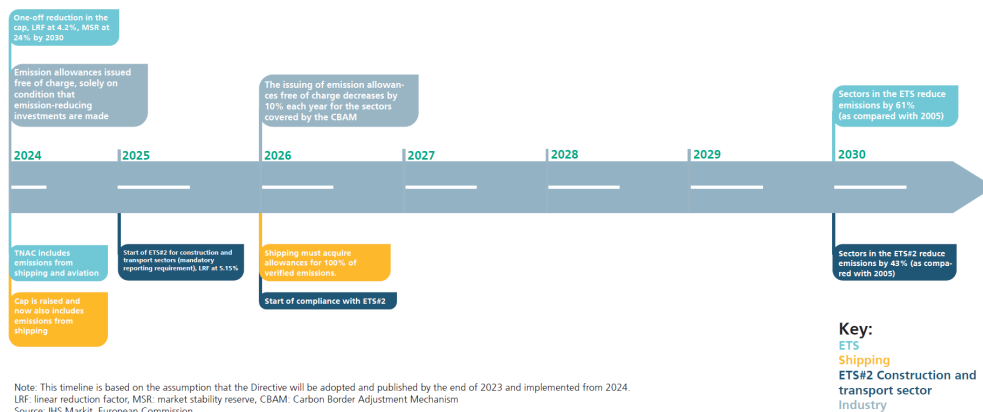 One-off reduction in the
cap, LRF at 4.2%, MSR at
24% by 2030
Emission allowances issued
free of charge, solely on
condition that
emission-reducing
investments are made
The issuing of emission allowan-
ces free of charge decreases by
10% each year for the sectors
covered by the CBAM
Sectors in the ETS reduce
emissions by 61%
(as compared with 2005)
2024
2025
2026
2027
2028
2029
2030
TNAC includes
emissions from
shipping and aviation
Cap is raised and
now also includes
emissions from
shipping
Start of ETS#2 for construction and
transport sectors (mandatory
reporting requirement), LRF at 5.15%
Shipping must acquire
allowances for 100% of
verified emissions.
Start of compliance with ETS#2
Sectors in the ETS#2 reduce
emissions by 43% (as compa-
red with 2005)
Key:
ETS
Shipping
ETS#2 Construction and
transport sector
Industry
Note: This timeline is based on the assumption that the Directive will be adopted and published by the end of 2023 and implemented from 2024.
LRF: linear reduction factor, MSR: market stability reserve, CBAM: Carbon Border Adjustment Mechanism
Source: IHS Markit, European Commission